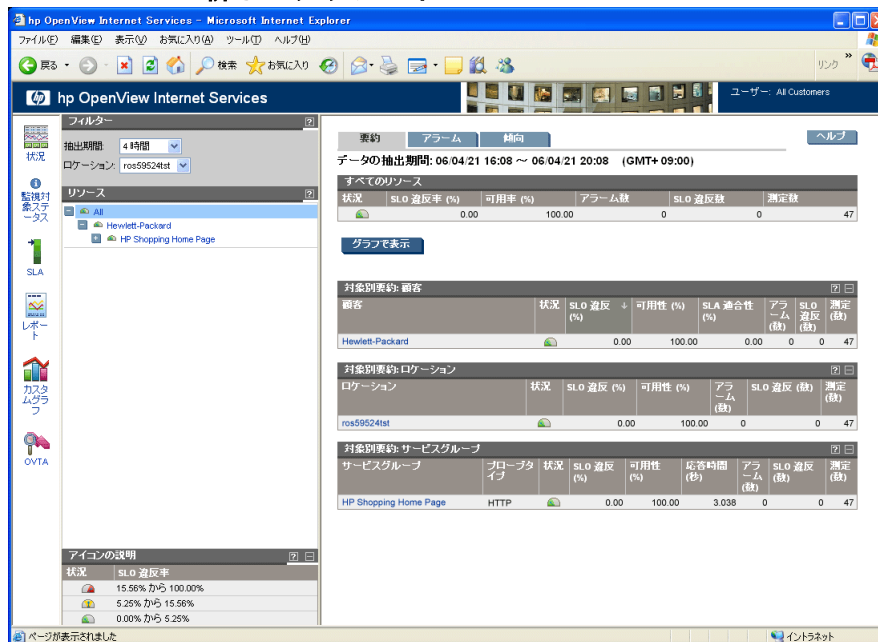 hp OpenView Internet Services - Microsoft Internet Explorer
ファイル(F) 編集(E) 表示(V) お気に入り(A) ツール(T) ヘルプ(H)
戻る 検索 お気に入り リンク »
hp OpenView Internet Services ユーザー: All Customers
状況
監視対象ステータス
SLA
レポート
カスタムグラフ
OVTA
フィルター ?
抽出期間: 4 時間
ロケーション: ros59524tst
リソース ?
All
Hewlett-Packard
HP Shopping Home Page
アイコンの説明 ?
状況 SLO 違反率
15.56% から 100.00%
5.25% から 15.56%
0.00% から 5.25%
要約 アラーム 傾向 ヘルプ
データの抽出期間: 06/04/21 16:08 ～ 06/04/21 20:08 (GMT+ 09:00)
すべてのリソース
状況 SLO 違反率 (%) 可用率 (%) アラーム数 SLO 違反数 測定数
0.00 100.00 0 0 47
グラフで表示
対象別要約: 顧客 ?
顧客 状況 SLO 違反 (%) ↓ 可用性 (%) SLA 適合性 (%) アラーム (数) SLO 違反 (数) 測定 (数)
Hewlett-Packard 0.00 100.00 0.00 0 0 47
対象別要約: ロケーション ?
ロケーション 状況 SLO 違反 (%) 可用性 (%) アラーム (数) SLO 違反 (数) 測定 (数)
ros59524tst 0.00 100.00 0 0 47
対象別要約: サービスグループ ?
サービスグループ プローブタイプ 状況 SLO 違反 (%) 可用性 (%) 応答時間 (秒) アラーム (数) SLO 違反 (数) 測定 (数)
HP Shopping Home Page HTTP 0.00 100.00 3.038 0 0 47
ページが表示されました イントラネット